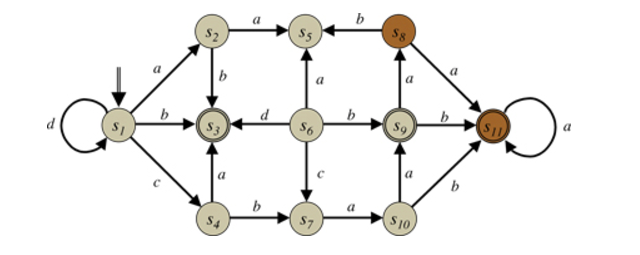 a b
s2 s5 s8
a b a a
d s1 b s3 d s6 b s9 b s11 a
c a c a b
s4 b s7 a s10